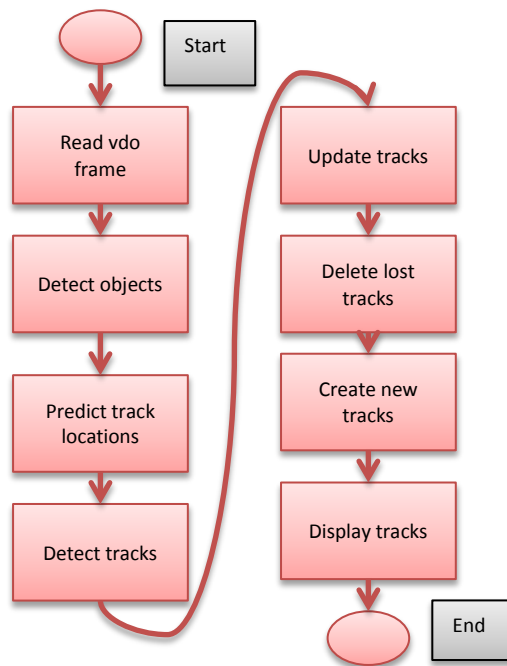 Start
Read vdo
frame
Detect objects
Predict track
locations
Detect tracks
Update tracks
Delete lost
tracks
Create new
tracks
Display tracks
End